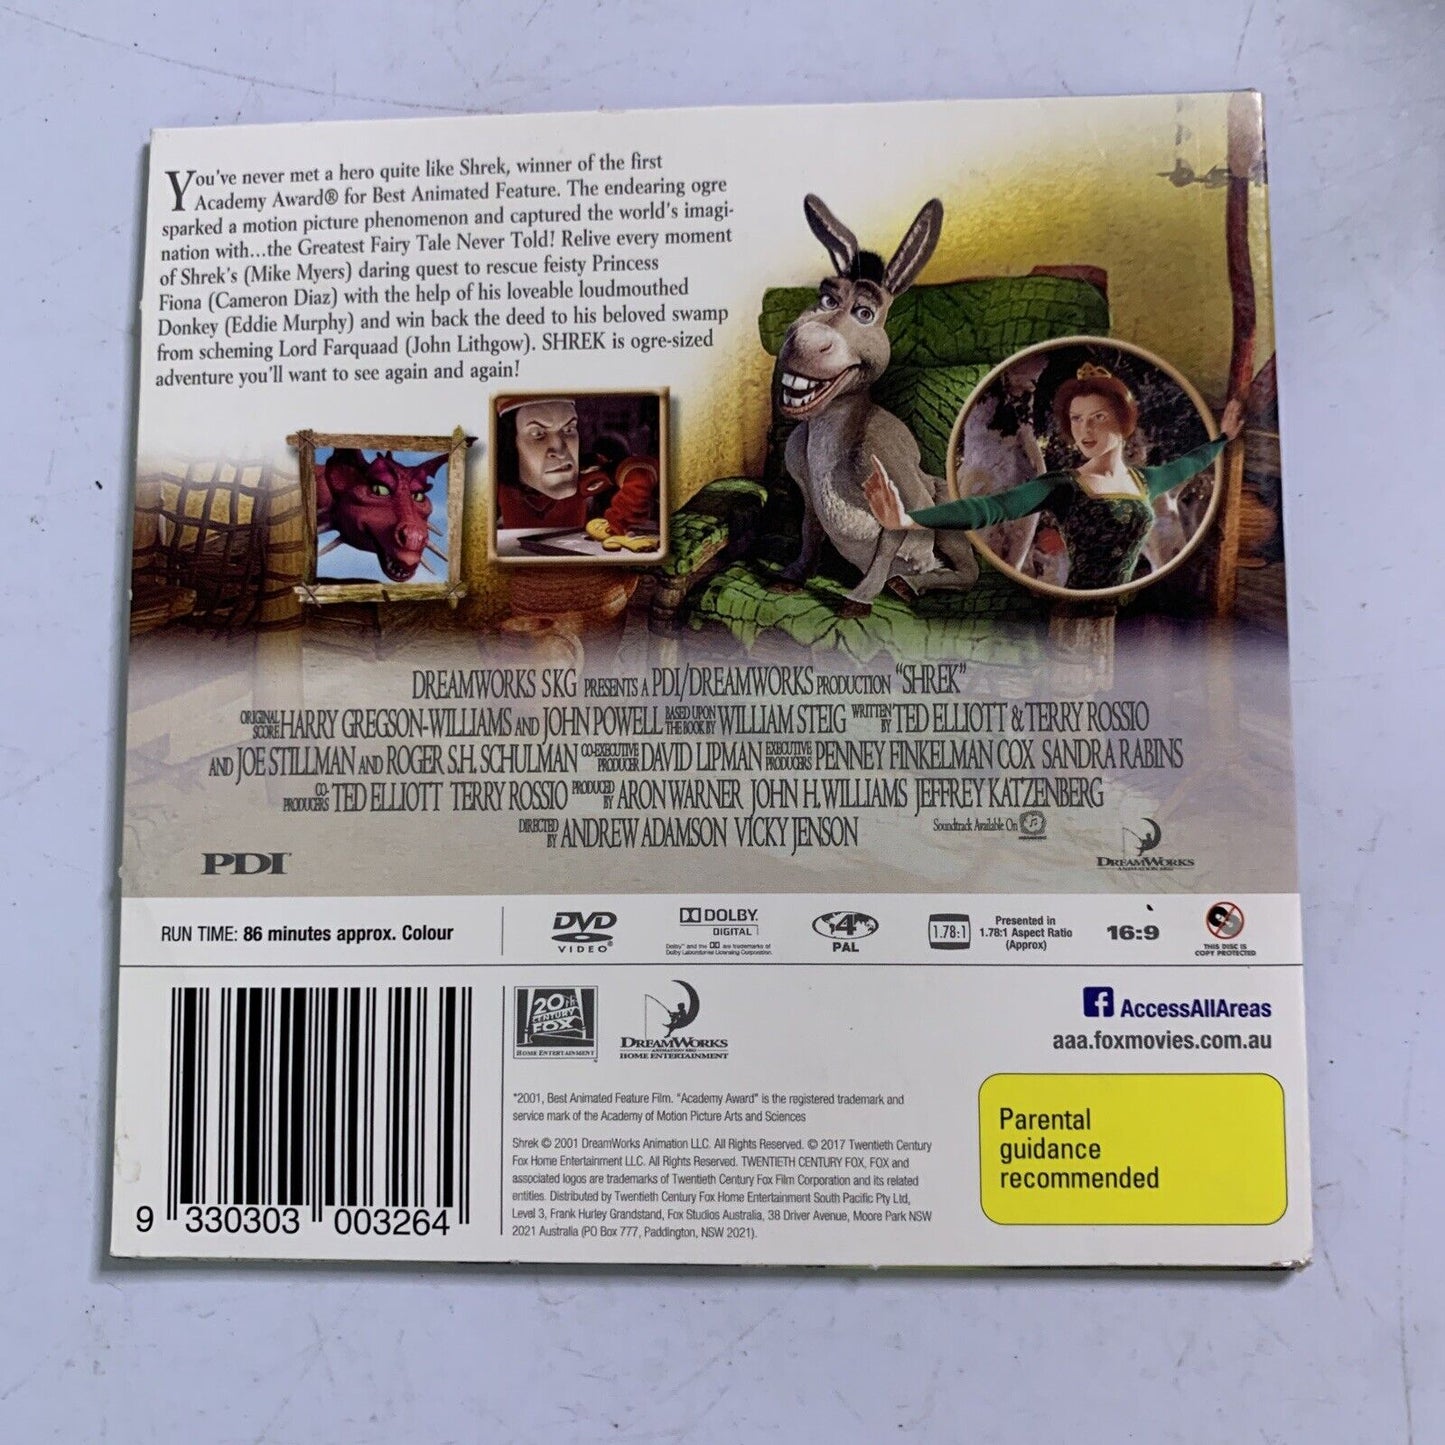 You've never met a hero quite like Shrek, winner of the first
Academy Award® for Best Animated Feature. The endearing ogre
sparked a motion picture phenomenon and captured the world's imagi-
nation with...the Greatest Fairy Tale Never Told! Relive every moment
of Shrek's (Mike Myers) daring quest to rescue feisty Princess
Fiona (Cameron Diaz) with the help of his loveable loudmouthed
Donkey (Eddie Murphy) and win back the deed to his beloved swamp
from scheming Lord Farquaad (John Lithgow). SHREK is ogre-sized
adventure you'll want to see again and again!
DREAMWORKS SKG PRESENTS A PDI/DREAMWORKS PRODUCTION "SHREK"
ORIGINAL SCORE HARRY GREGSON-WILLIAMS AND JOHN POWELL BASED UPON THE BOOK BY WILLIAM STEIG WRITTEN BY TED ELLIOTT & TERRY ROSSIO
AND JOE STILLMAN AND ROGER S.H. SCHULMAN CO-EXECUTIVE PRODUCER DAVID LIPMAN EXECUTIVE PRODUCERS PENNEY FINKELMAN COX SANDRA RABINS
CO-PRODUCERS TED ELLIOTT TERRY ROSSIO PRODUCED BY ARON WARNER JOHN H. WILLIAMS JEFFREY KATZENBERG
DIRECTED BY ANDREW ADAMSON VICKY JENSON Soundtrack Available On
PDI
DREAMWORKS
ANIMATION SKG
RUN TIME: 86 minutes approx. Colour
DVD
VIDEO
DOLBY
DIGITAL
Dolby™ and the DD are trademarks of
Dolby Laboratories Licensing Corporation.
4
PAL
1.78:1
Presented in
1.78:1 Aspect Ratio
(Approx)
16:9
THIS DISC IS
COPY PROTECTED
9 330303 003264
20th
CENTURY
FOX
HOME ENTERTAINMENT
DREAMWORKS
ANIMATION SKG
HOME ENTERTAINMENT
f AccessAllAreas
aaa.foxmovies.com.au
*2001, Best Animated Feature Film. "Academy Award" is the registered trademark and
service mark of the Academy of Motion Picture Arts and Sciences
Shrek © 2001 DreamWorks Animation LLC. All Rights Reserved. © 2017 Twentieth Century
Fox Home Entertainment LLC. All Rights Reserved. TWENTIETH CENTURY FOX, FOX and
associated logos are trademarks of Twentieth Century Fox Film Corporation and its related
entities. Distributed by Twentieth Century Fox Home Entertainment South Pacific Pty Ltd,
Level 3, Frank Hurley Grandstand, Fox Studios Australia, 38 Driver Avenue, Moore Park NSW
2021 Australia (PO Box 777, Paddington, NSW 2021).
Parental
guidance
recommended